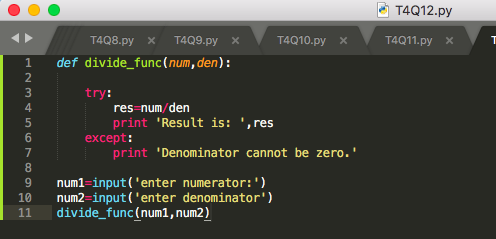 T4Q12.py
T4Q8.py × T4Q9.py × T4Q10.py × T4Q11.py ×
1 def divide_func(num,den):
2
3 try:
4 res=num/den
5 print 'Result is: ',res
6 except:
7 print 'Denominator cannot be zero.'
8
9 num1=input('enter numerator:')
10 num2=input('enter denominator')
11 divide_func(num1,num2)